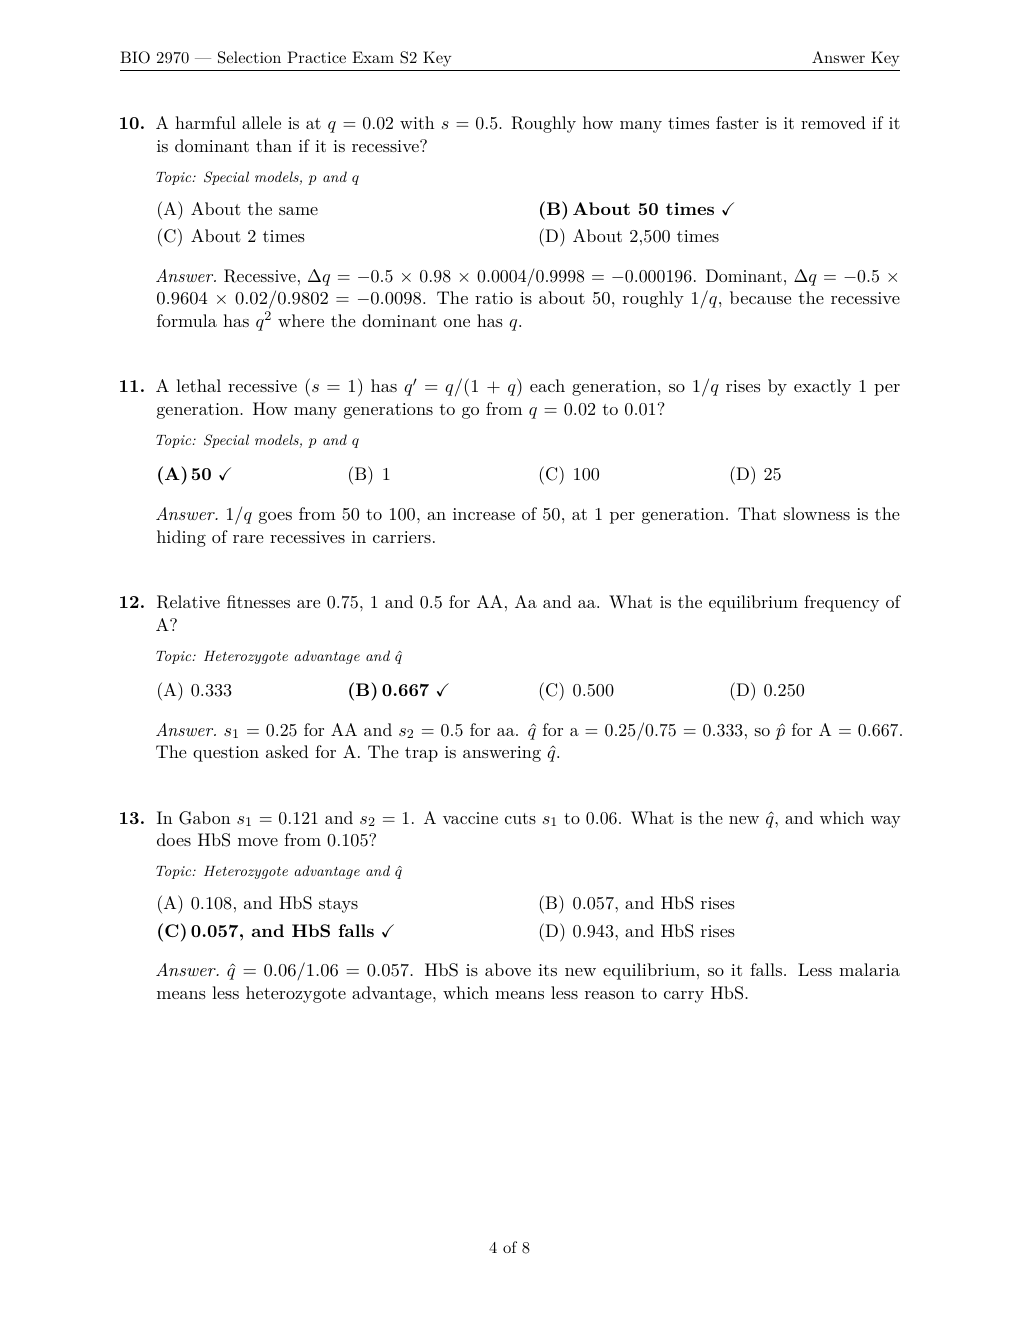 BIO 2970 — Selection Practice Exam S2 Key Answer Key
10. A harmful allele is at q = 0.02 with s = 0.5. Roughly how many times faster is it removed if it
is dominant than if it is recessive?
Topic: Special models, p and q
(A) About the same (B) About 50 times ✓
(C) About 2 times (D) About 2,500 times
Answer. Recessive, Δq = −0.5 × 0.98 × 0.0004/0.9998 = −0.000196. Dominant, Δq = −0.5 ×
0.9604 × 0.02/0.9802 = −0.0098. The ratio is about 50, roughly 1/q, because the recessive
formula has q² where the dominant one has q.
11. A lethal recessive (s = 1) has q′ = q/(1 + q) each generation, so 1/q rises by exactly 1 per
generation. How many generations to go from q = 0.02 to 0.01?
Topic: Special models, p and q
(A) 50 ✓ (B) 1 (C) 100 (D) 25
Answer. 1/q goes from 50 to 100, an increase of 50, at 1 per generation. That slowness is the
hiding of rare recessives in carriers.
12. Relative fitnesses are 0.75, 1 and 0.5 for AA, Aa and aa. What is the equilibrium frequency of
A?
Topic: Heterozygote advantage and q̂
(A) 0.333 (B) 0.667 ✓ (C) 0.500 (D) 0.250
Answer. s₁ = 0.25 for AA and s₂ = 0.5 for aa. q̂ for a = 0.25/0.75 = 0.333, so p̂ for A = 0.667.
The question asked for A. The trap is answering q̂.
13. In Gabon s₁ = 0.121 and s₂ = 1. A vaccine cuts s₁ to 0.06. What is the new q̂, and which way
does HbS move from 0.105?
Topic: Heterozygote advantage and q̂
(A) 0.108, and HbS stays (B) 0.057, and HbS rises
(C) 0.057, and HbS falls ✓ (D) 0.943, and HbS rises
Answer. q̂ = 0.06/1.06 = 0.057. HbS is above its new equilibrium, so it falls. Less malaria
means less heterozygote advantage, which means less reason to carry HbS.
4 of 8